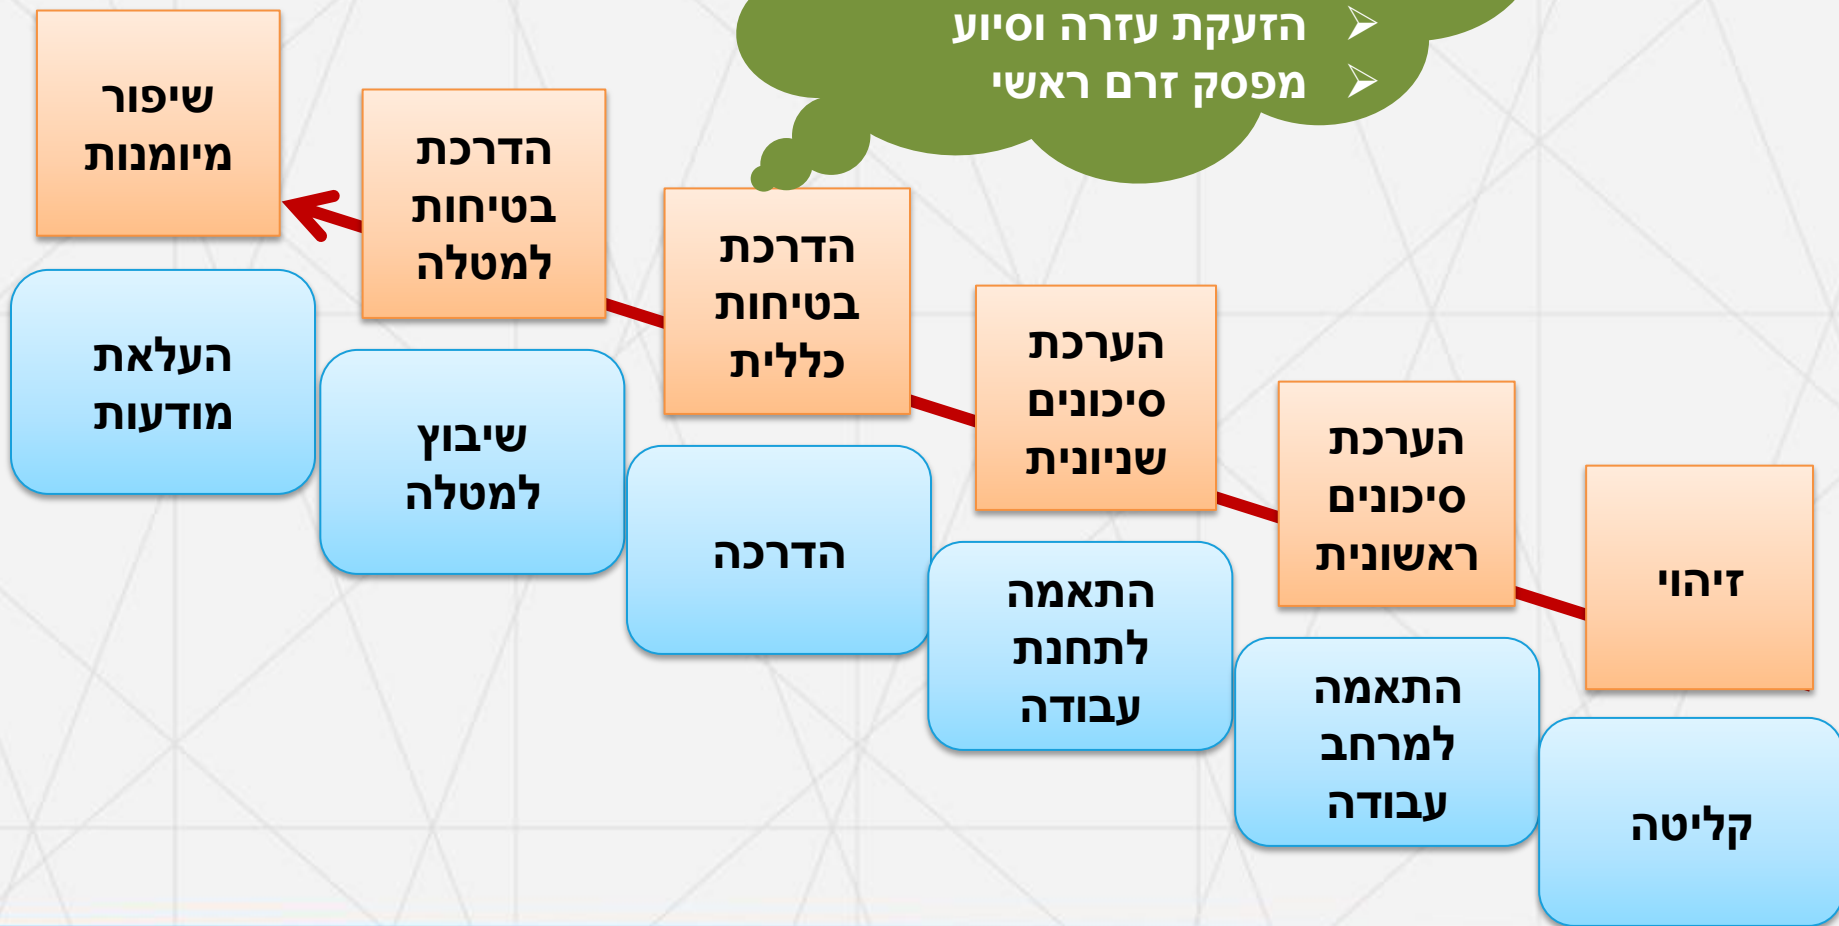 הזעקת עזרה וסיוע
מפסק זרם ראשי
זיהוי
הערכת
סיכונים
ראשונית
הערכת
סיכונים
שניונית
הדרכת
בטיחות
כללית
הדרכת
בטיחות
למטלה
שיפור
מיומנות
קליטה
התאמה
למרחב
עבודה
התאמה
לתחנת
עבודה
הדרכה
שיבוץ
למטלה
העלאת
מודעות